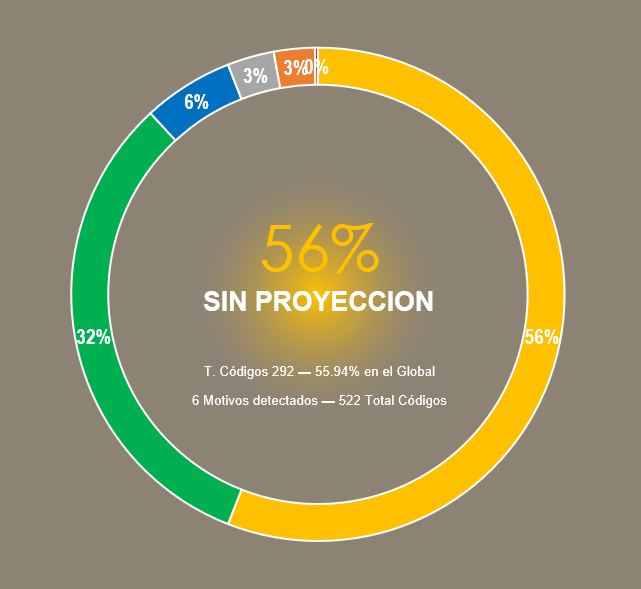 3% 0%
3%
6%
56%
SIN PROYECCION
32%
56%
T. Códigos 292 — 55.94% en el Global
6 Motivos detectados — 522 Total Códigos